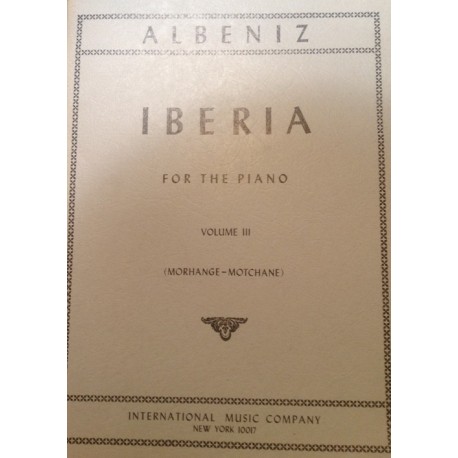 ALBENIZ
IBERIA
FOR THE PIANO
VOLUME III
(MORHANGE–MOTCHANE)
INTERNATIONAL MUSIC COMPANY
NEW YORK 10017